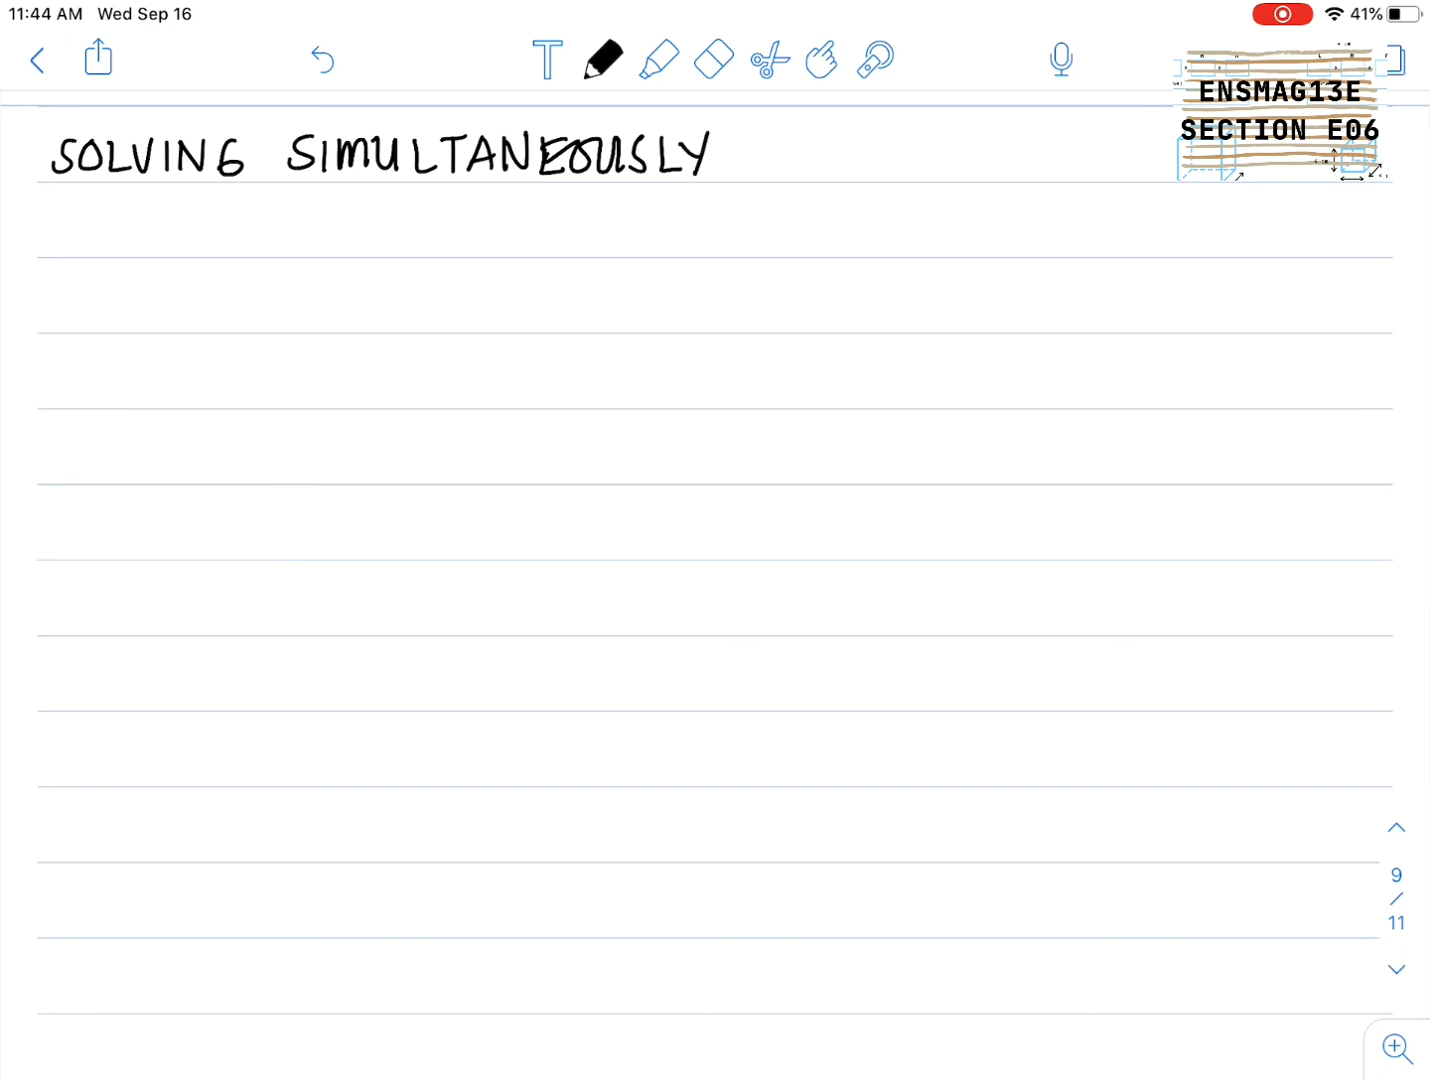 11:44 AM Wed Sep 16
41%
ENSMAG13E
SECTION E06
SOLVING SIMULTANEOUSLY
9
/
11